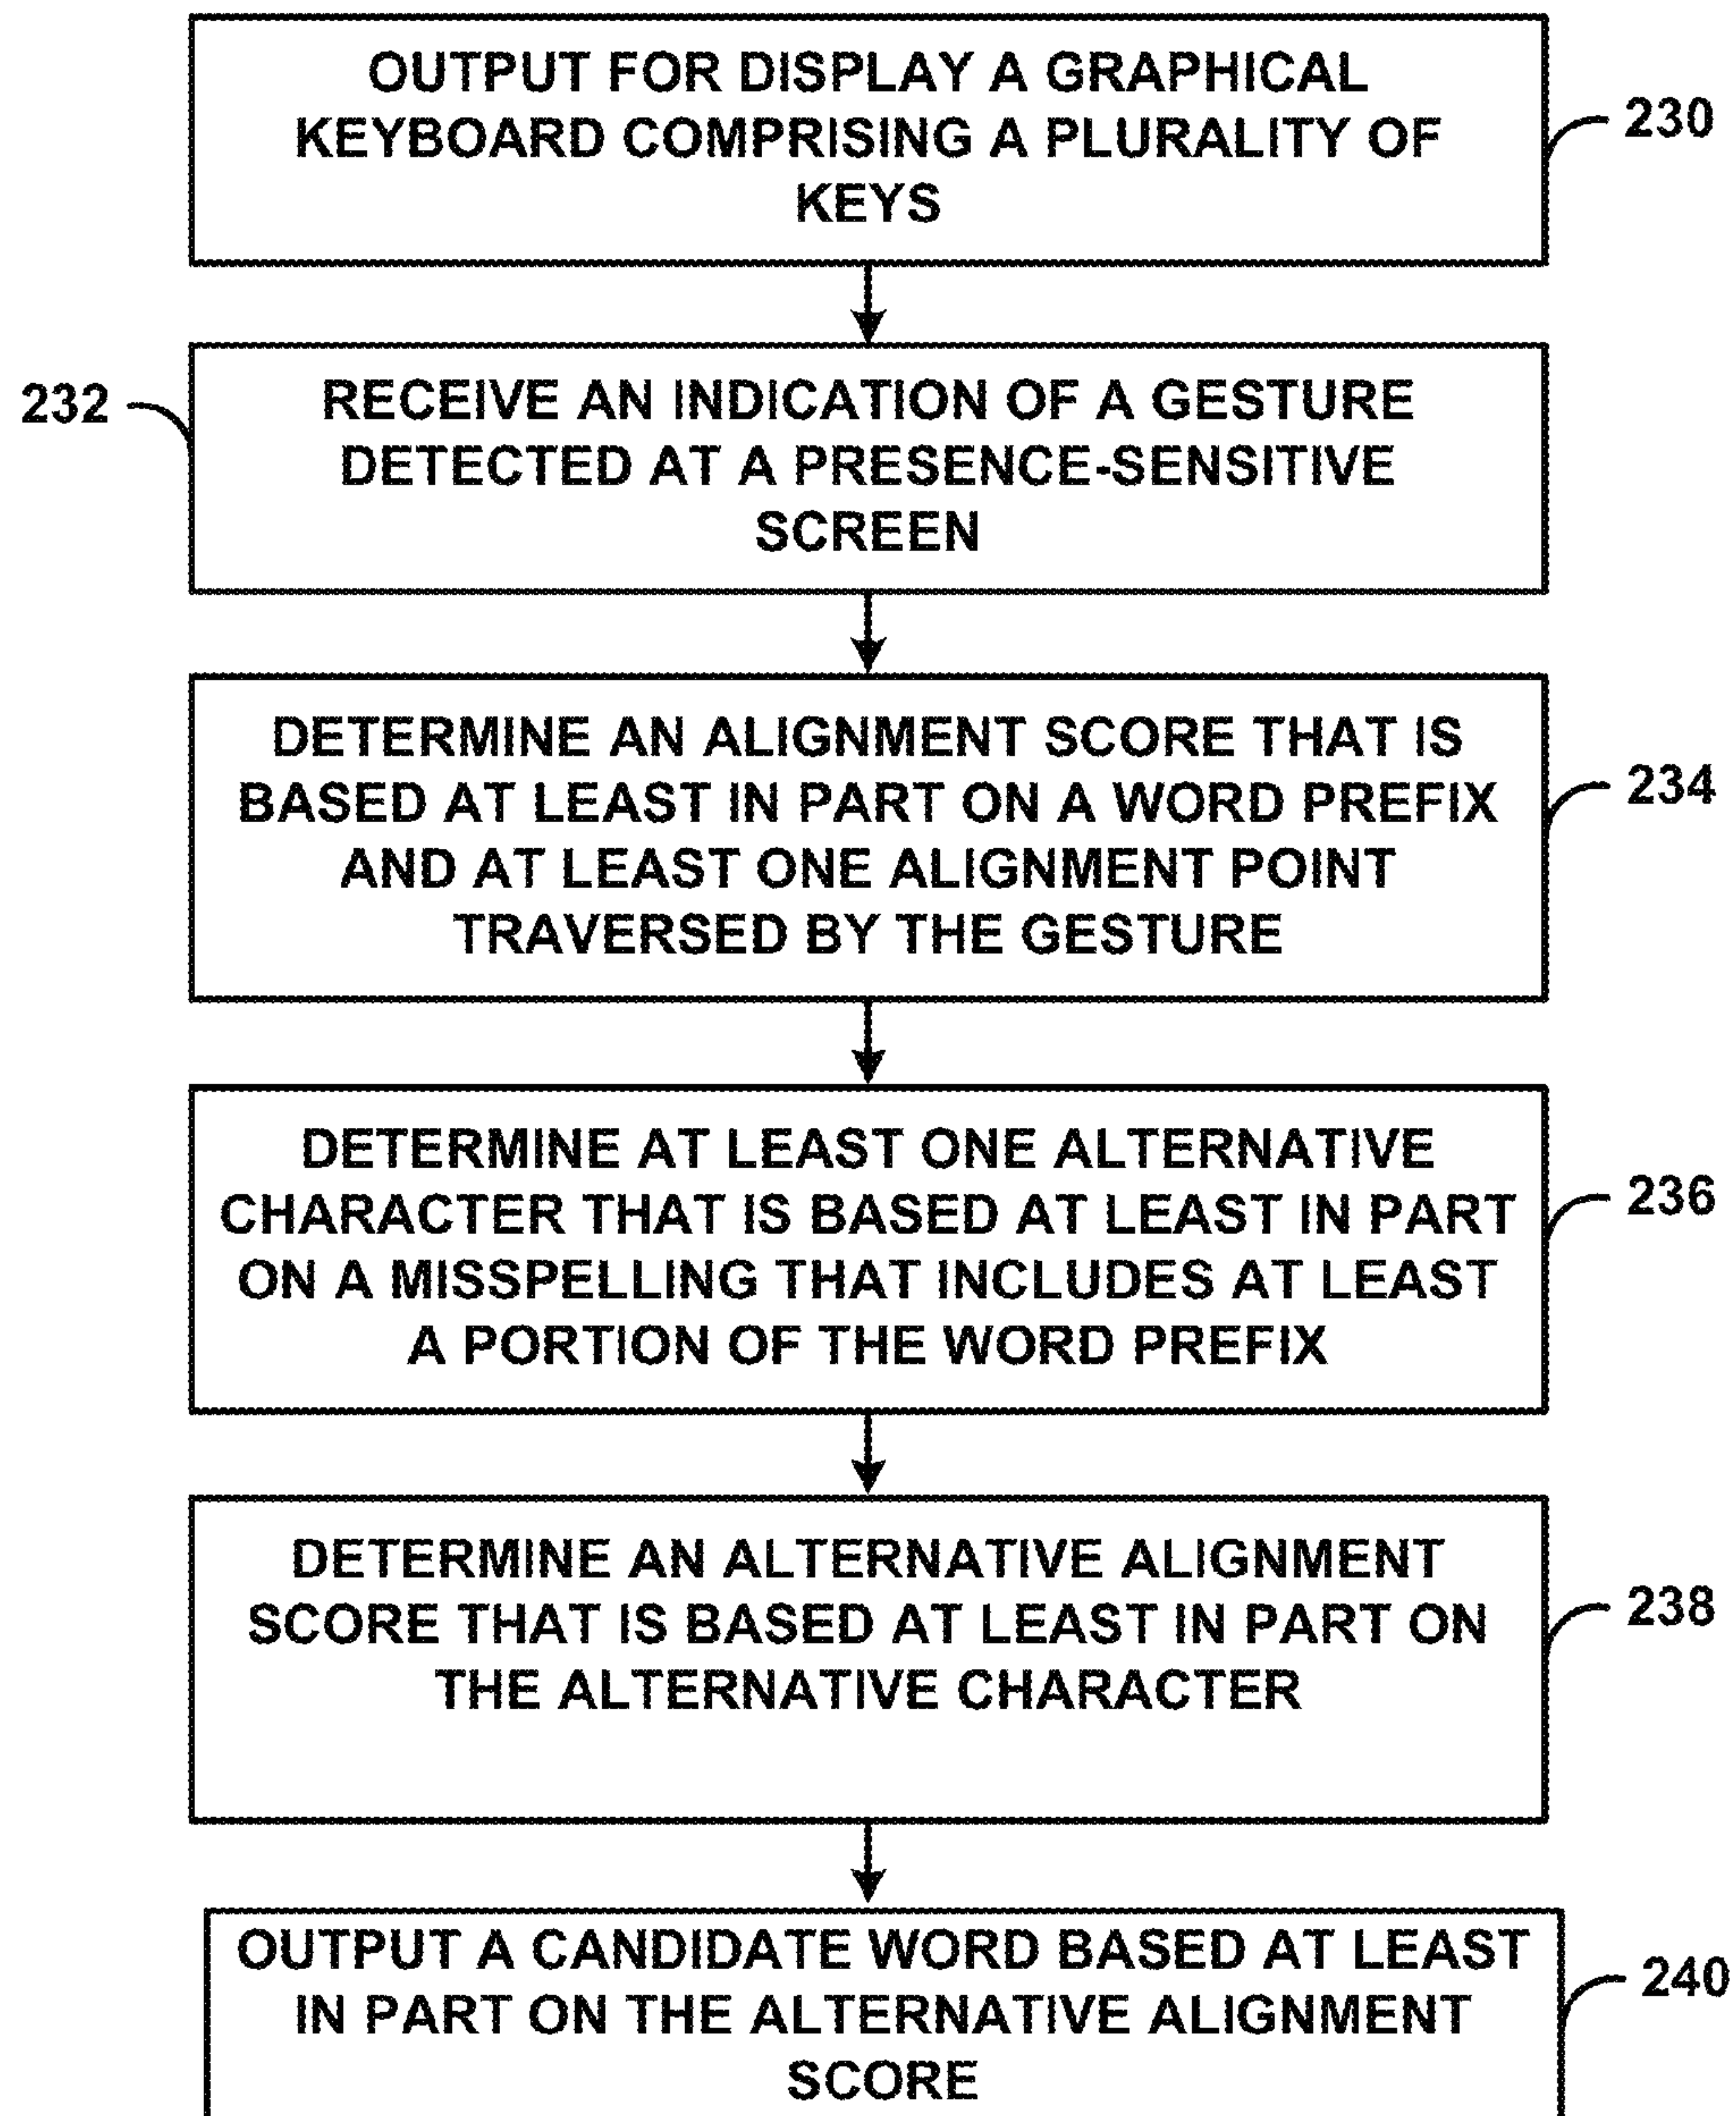 OUTPUT FOR DISPLAY A GRAPHICAL
KEYBOARD COMPRISING A PLURALITY OF
KEYS
230
232
RECEIVE AN INDICATION OF A GESTURE
DETECTED AT A PRESENCE-SENSITIVE
SCREEN
DETERMINE AN ALIGNMENT SCORE THAT IS
BASED AT LEAST IN PART ON A WORD PREFIX
AND AT LEAST ONE ALIGNMENT POINT
TRAVERSED BY THE GESTURE
234
DETERMINE AT LEAST ONE ALTERNATIVE
CHARACTER THAT IS BASED AT LEAST IN PART
ON A MISSPELLING THAT INCLUDES AT LEAST
A PORTION OF THE WORD PREFIX
236
DETERMINE AN ALTERNATIVE ALIGNMENT
SCORE THAT IS BASED AT LEAST IN PART ON
THE ALTERNATIVE CHARACTER
238
OUTPUT A CANDIDATE WORD BASED AT LEAST
IN PART ON THE ALTERNATIVE ALIGNMENT
SCORE
240